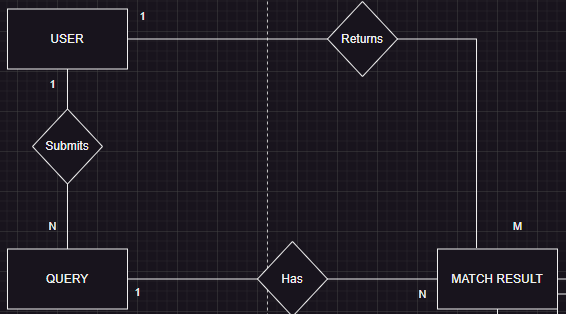 1
USER
Returns
1
Submits
N
M
QUERY
Has
MATCH RESULT
1
N